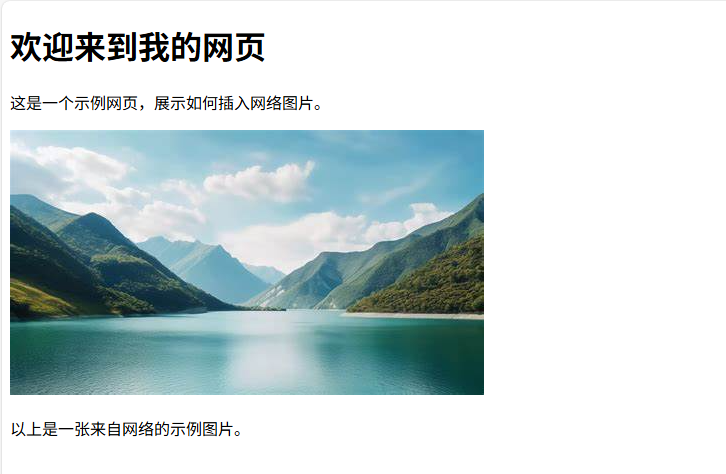 欢迎来到我的网页
这是一个示例网页，展示如何插入网络图片。
以上是一张来自网络的示例图片。